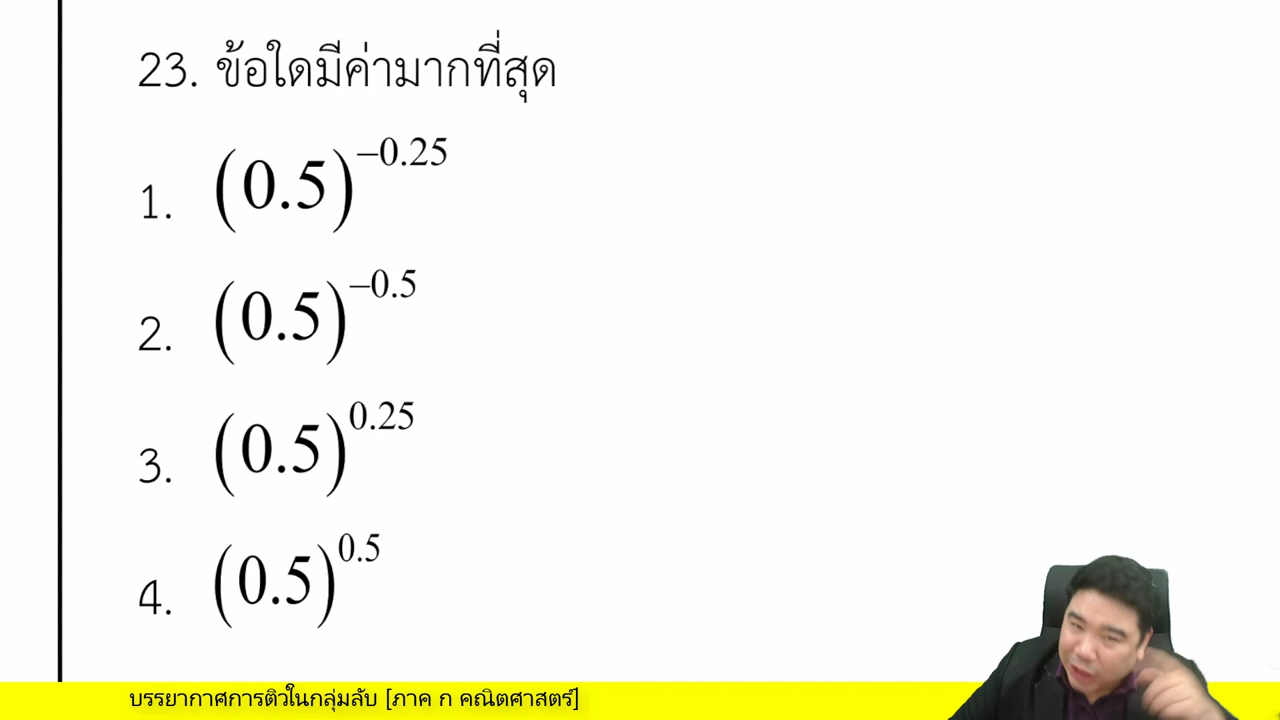 23. ข้อใดมีค่ามากที่สุด
1. (0.5)^{-0.25}
2. (0.5)^{-0.5}
3. (0.5)^{0.25}
4. (0.5)^{0.5}
บรรยากาศการติวในกลุ่มลับ [ภาค ก คณิตศาสตร์]